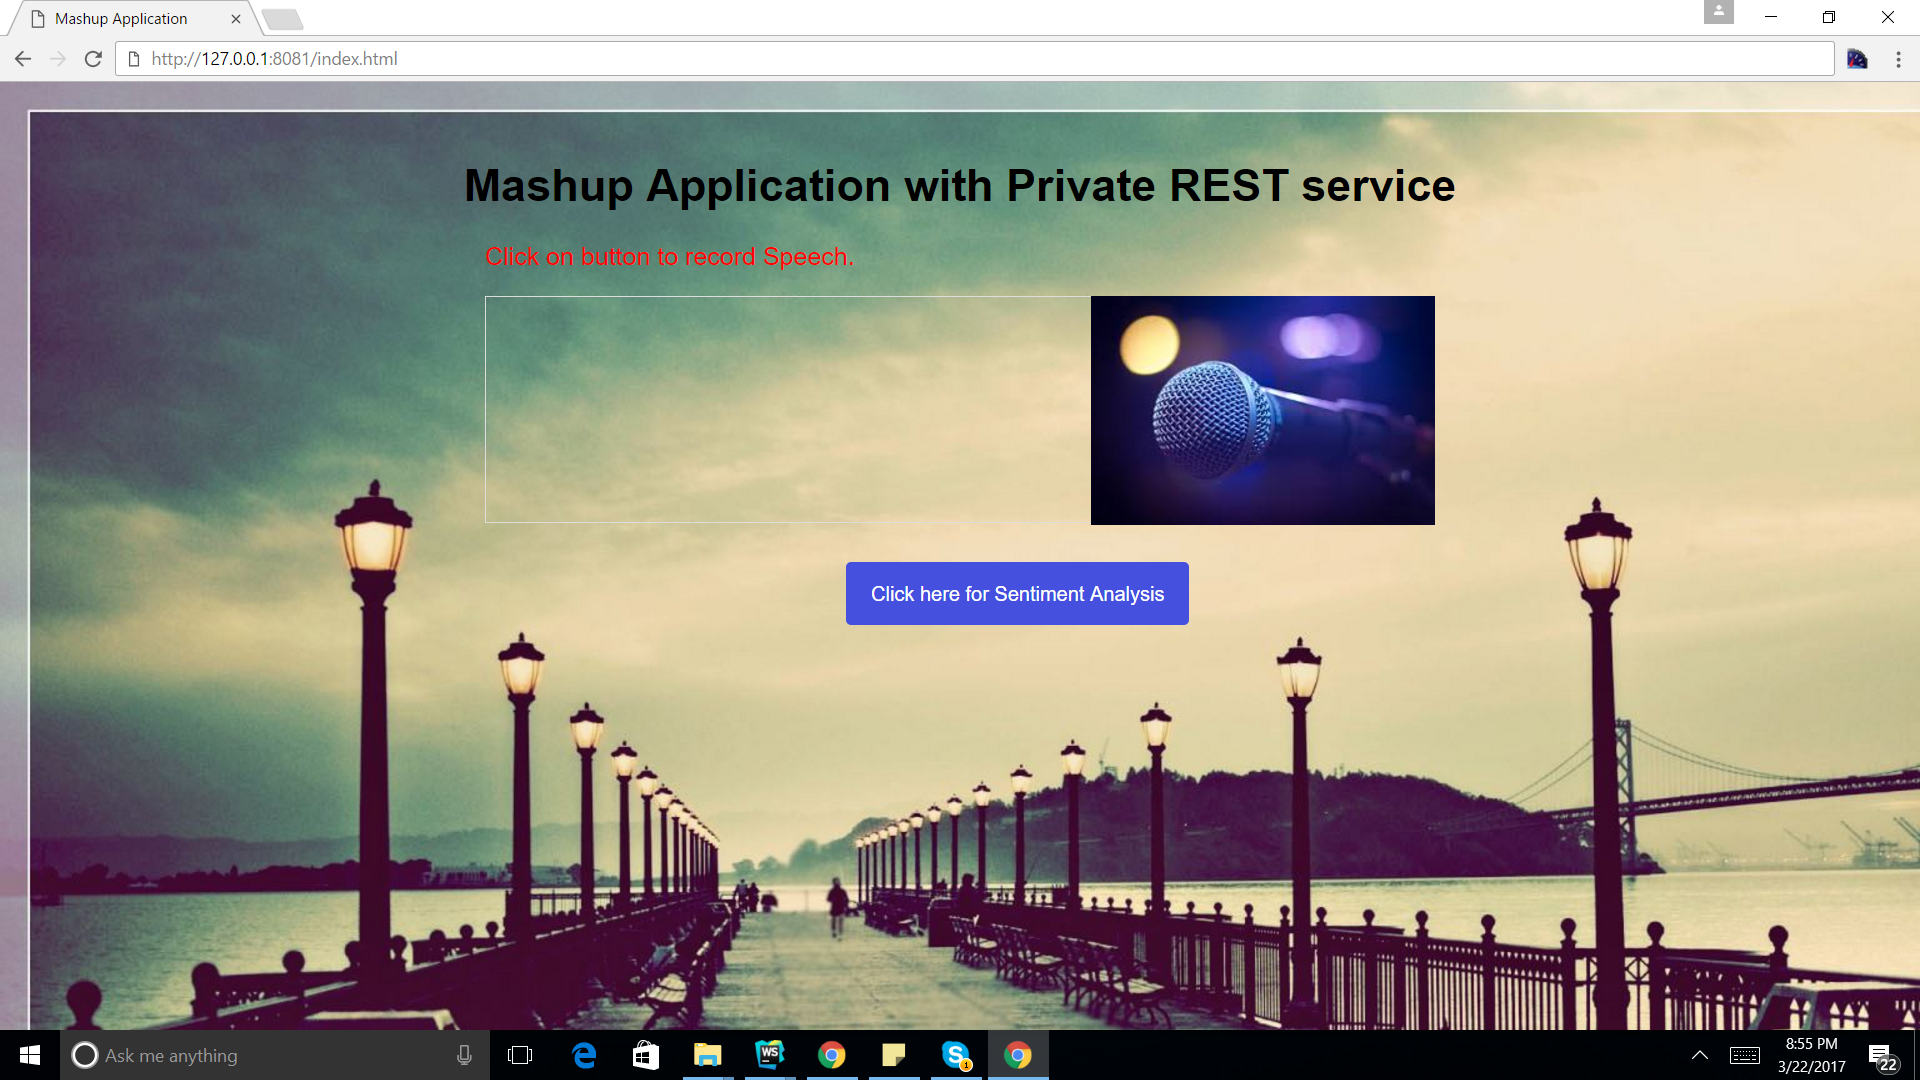 Mashup Application
http://127.0.0.1:8081/index.html
Mashup Application with Private REST service
Click on button to record Speech.
Click here for Sentiment Analysis
Ask me anything
WS
1
8:55 PM
3/22/2017
22